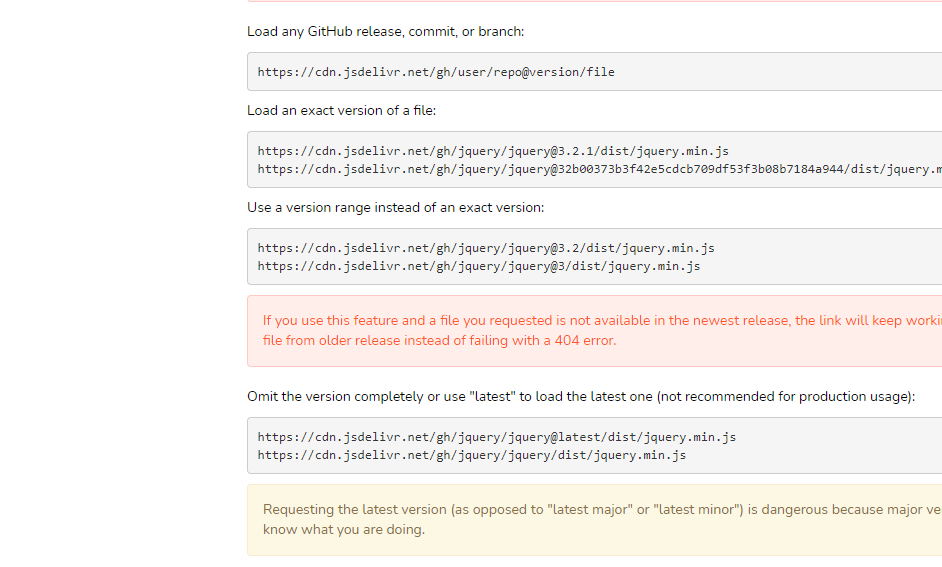 Load any GitHub release, commit, or branch:
https://cdn.jsdelivr.net/gh/user/repo@version/file
Load an exact version of a file:
https://cdn.jsdelivr.net/gh/jquery/jquery@3.2.1/dist/jquery.min.js
https://cdn.jsdelivr.net/gh/jquery/jquery@32b00373b3f42e5cdcb709df53f3b08b7184a944/dist/jquery.m
Use a version range instead of an exact version:
https://cdn.jsdelivr.net/gh/jquery/jquery@3.2/dist/jquery.min.js
https://cdn.jsdelivr.net/gh/jquery/jquery@3/dist/jquery.min.js
If you use this feature and a file you requested is not available in the newest release, the link will keep worki
file from older release instead of failing with a 404 error.
Omit the version completely or use "latest" to load the latest one (not recommended for production usage):
https://cdn.jsdelivr.net/gh/jquery/jquery@latest/dist/jquery.min.js
https://cdn.jsdelivr.net/gh/jquery/jquery/dist/jquery.min.js
Requesting the latest version (as opposed to "latest major" or "latest minor") is dangerous because major ve
know what you are doing.